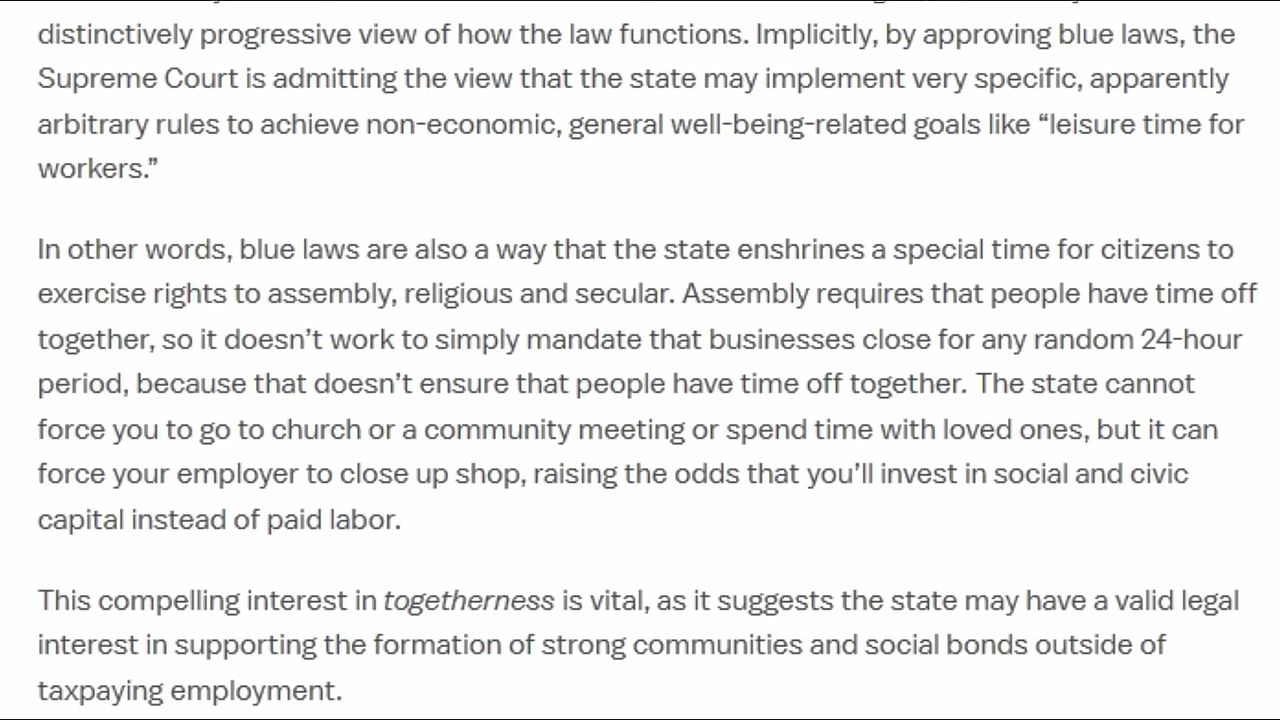 distinctively progressive view of how the law functions. Implicitly, by approving blue laws, the
Supreme Court is admitting the view that the state may implement very specific, apparently
arbitrary rules to achieve non-economic, general well-being-related goals like “leisure time for
workers.”
In other words, blue laws are also a way that the state enshrines a special time for citizens to
exercise rights to assembly, religious and secular. Assembly requires that people have time off
together, so it doesn’t work to simply mandate that businesses close for any random 24-hour
period, because that doesn’t ensure that people have time off together. The state cannot
force you to go to church or a community meeting or spend time with loved ones, but it can
force your employer to close up shop, raising the odds that you’ll invest in social and civic
capital instead of paid labor.
This compelling interest in togetherness is vital, as it suggests the state may have a valid legal
interest in supporting the formation of strong communities and social bonds outside of
taxpaying employment.